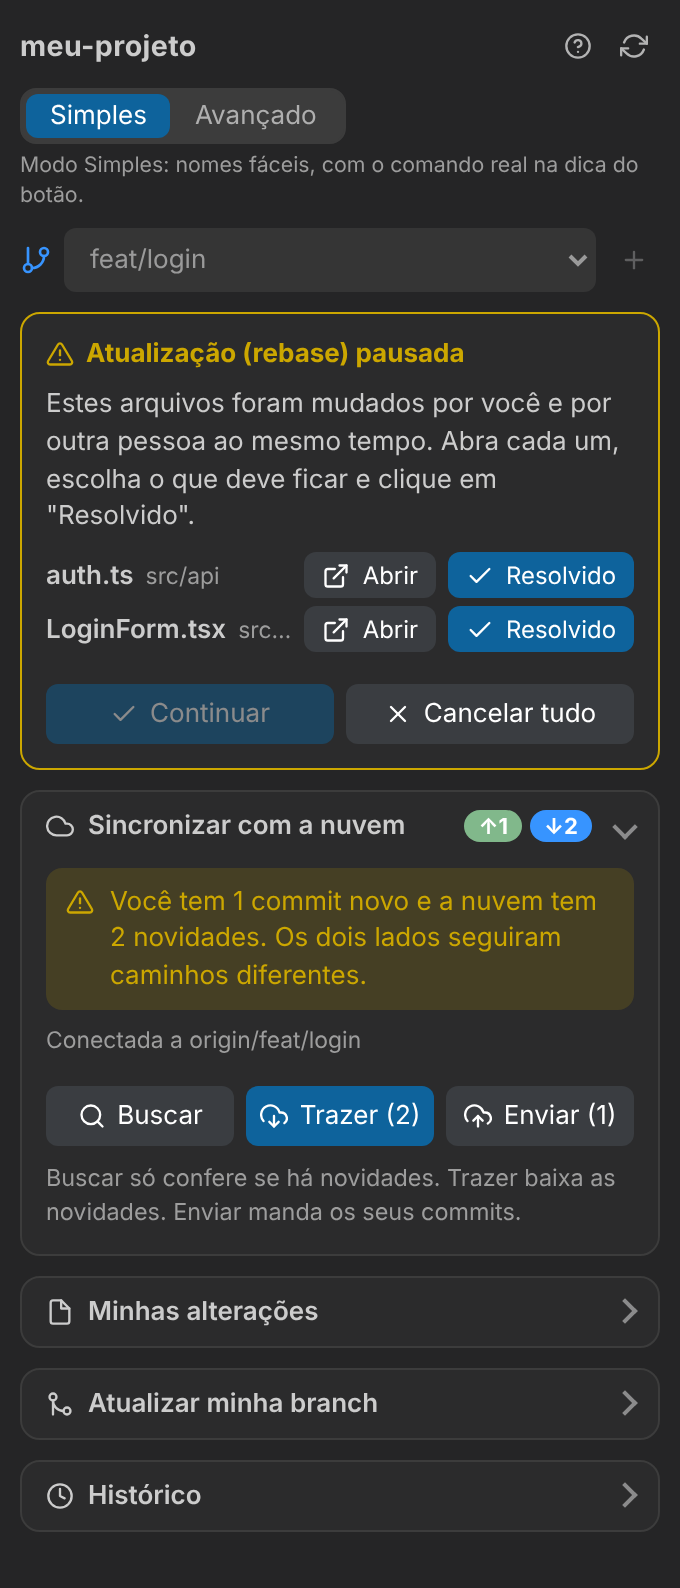 meu-projeto
Simples
Avançado
Modo Simples: nomes fáceis, com o comando real na dica do
botão.
feat/login
Atualização (rebase) pausada
Estes arquivos foram mudados por você e por
outra pessoa ao mesmo tempo. Abra cada um,
escolha o que deve ficar e clique em
"Resolvido".
auth.ts src/api Abrir Resolvido
LoginForm.tsx src... Abrir Resolvido
Continuar Cancelar tudo
Sincronizar com a nuvem ↑1 ↓2
Você tem 1 commit novo e a nuvem tem
2 novidades. Os dois lados seguiram
caminhos diferentes.
Conectada a origin/feat/login
Buscar Trazer (2) Enviar (1)
Buscar só confere se há novidades. Trazer baixa as
novidades. Enviar manda os seus commits.
Minhas alterações
Atualizar minha branch
Histórico